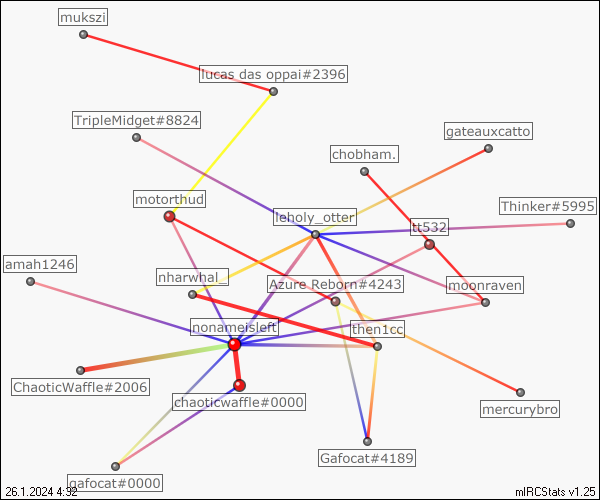 mukszi
lucas das oppai#2396
TripleMidget#8824
gateauxcatto
chobham.
motorthud
Thinker#5995
leholy_otter
tt532
amah1246
nharwhal_
Azure Reborn#4243
moonraven
nonameisleft
then1cc
ChaoticWaffle#2006
chaoticwaffle#0000
mercurybro
Gafocat#4189
gafocat#0000
26.1.2024 4:32
mIRCStats v1.25